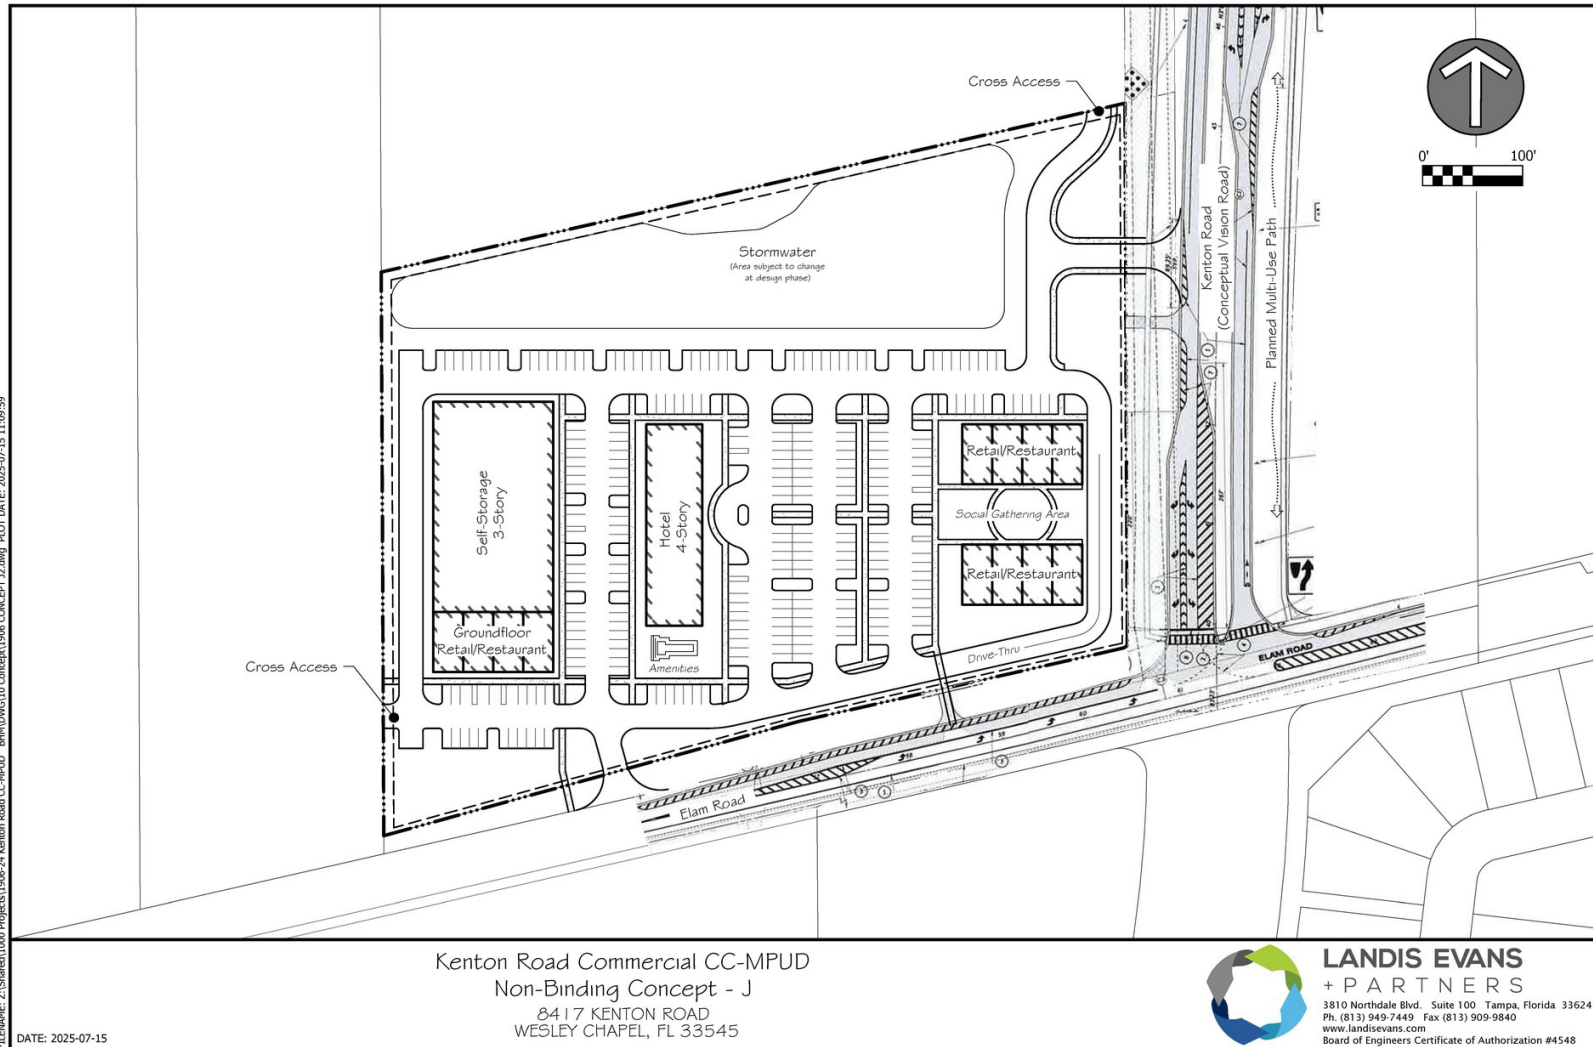 Cross Access
0' 100'
Kenton Road
(Conceptual Vision Road)
Planned Multi-Use Path
Stormwater
(Area subject to change
at design phase)
Self-Storage
3-Story
Hotel
4-Story
Retail/Restaurant
Social Gathering Area
Retail/Restaurant
Groundfloor
Retail/Restaurant
Amenities
Drive-Thru
Cross Access
ELAM ROAD
Elam Road
Kenton Road Commercial CC-MPUD
Non-Binding Concept - J
8417 KENTON ROAD
WESLEY CHAPEL, FL 33545
DATE: 2025-07-15
LANDIS EVANS
+ PARTNERS
3810 Northdale Blvd. Suite 100 Tampa, Florida 33624
Ph. (813) 949-7449 Fax (813) 909-9840
www.landisevans.com
Board of Engineers Certificate of Authorization #4548